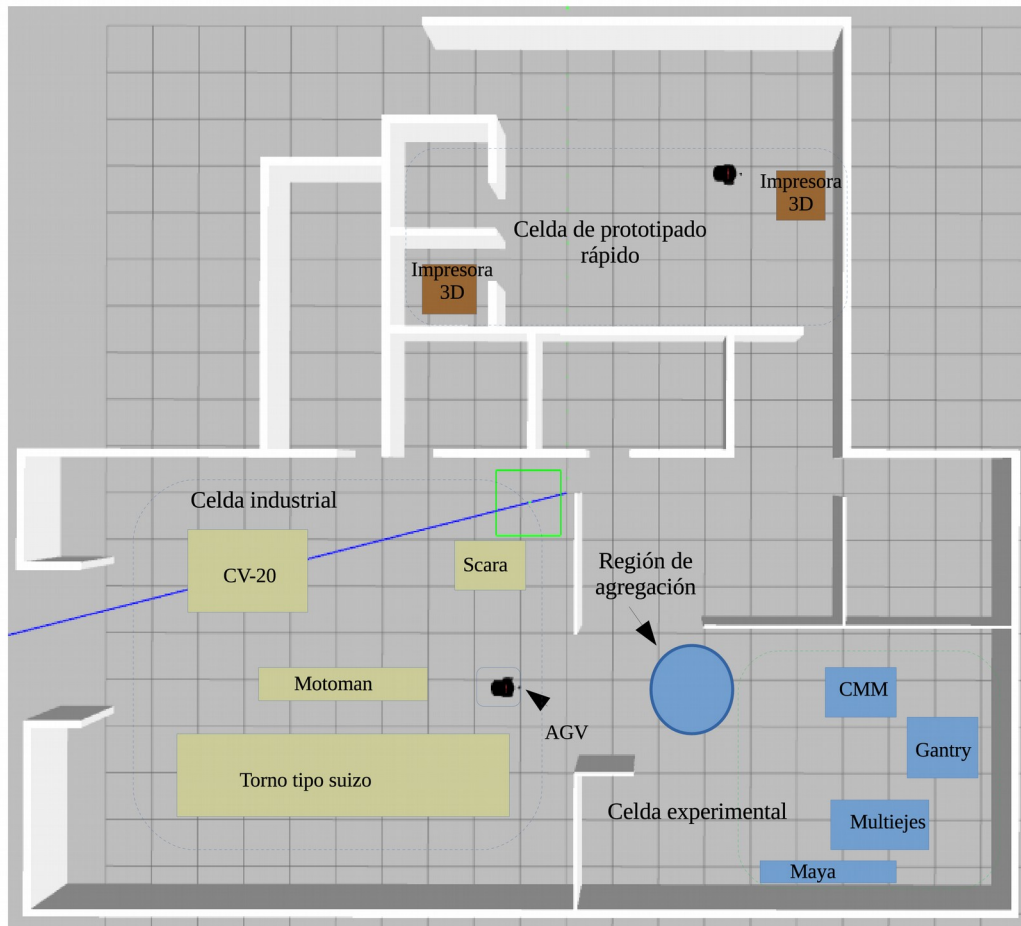 Impresora
3D
Celda de prototipado
rápido
Impresora
3D
Celda industrial
CV-20
Scara
Región de
agregación
Motoman
AGV
CMM
Gantry
Torno tipo suizo
Celda experimental
Multiejes
Maya